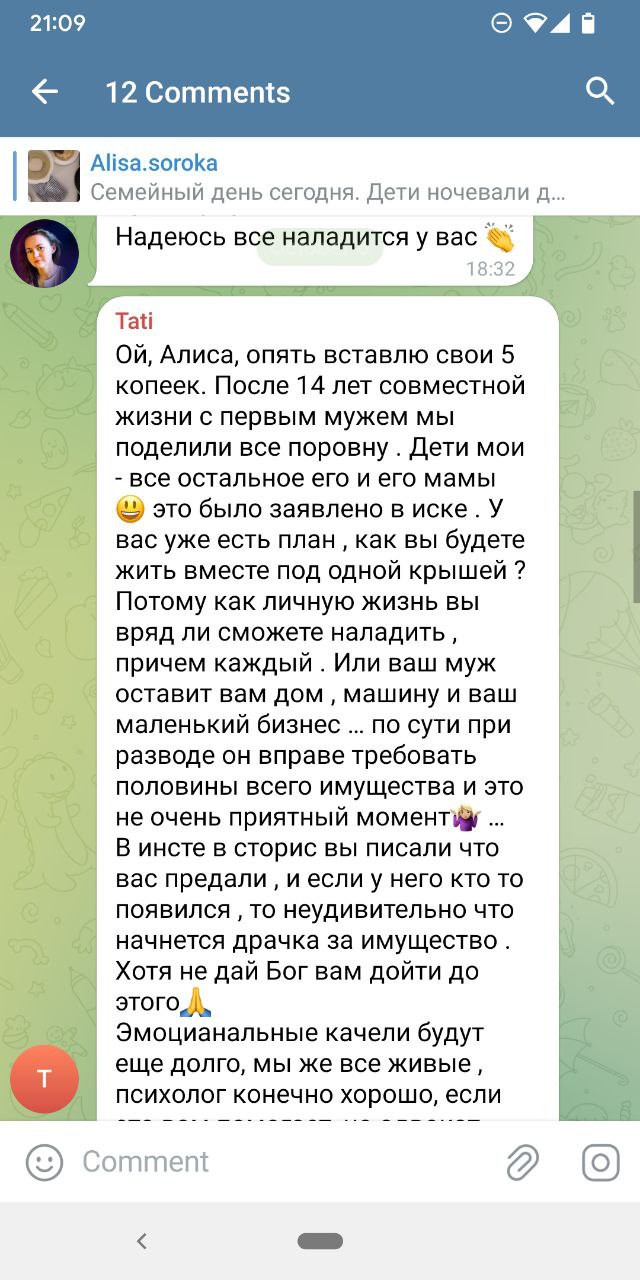 21:09
12 Comments
Alisa.soroka
Семейный день сегодня. Дети ночевали д...
Надеюсь все наладится у вас 👏
18:32
Tati
Ой, Алиса, опять вставлю свои 5
копеек. После 14 лет совместной
жизни с первым мужем мы
поделили все поровну . Дети мои
- все остальное его и его мамы
😃 это было заявлено в иске . У
вас уже есть план , как вы будете
жить вместе под одной крышей ?
Потому как личную жизнь вы
вряд ли сможете наладить ,
причем каждый . Или ваш муж
оставит вам дом , машину и ваш
маленький бизнес ... по сути при
разводе он вправе требовать
половины всего имущества и это
не очень приятный момент🤷🏼‍♀️ ...
В инсте в сторис вы писали что
вас предали , и если у него кто то
появился , то неудивительно что
начнется драчка за имущество .
Хотя не дай Бог вам дойти до
этого🙏
Эмоцианальные качели будут
еще долго, мы же все живые ,
психолог конечно хорошо, если
T
Comment